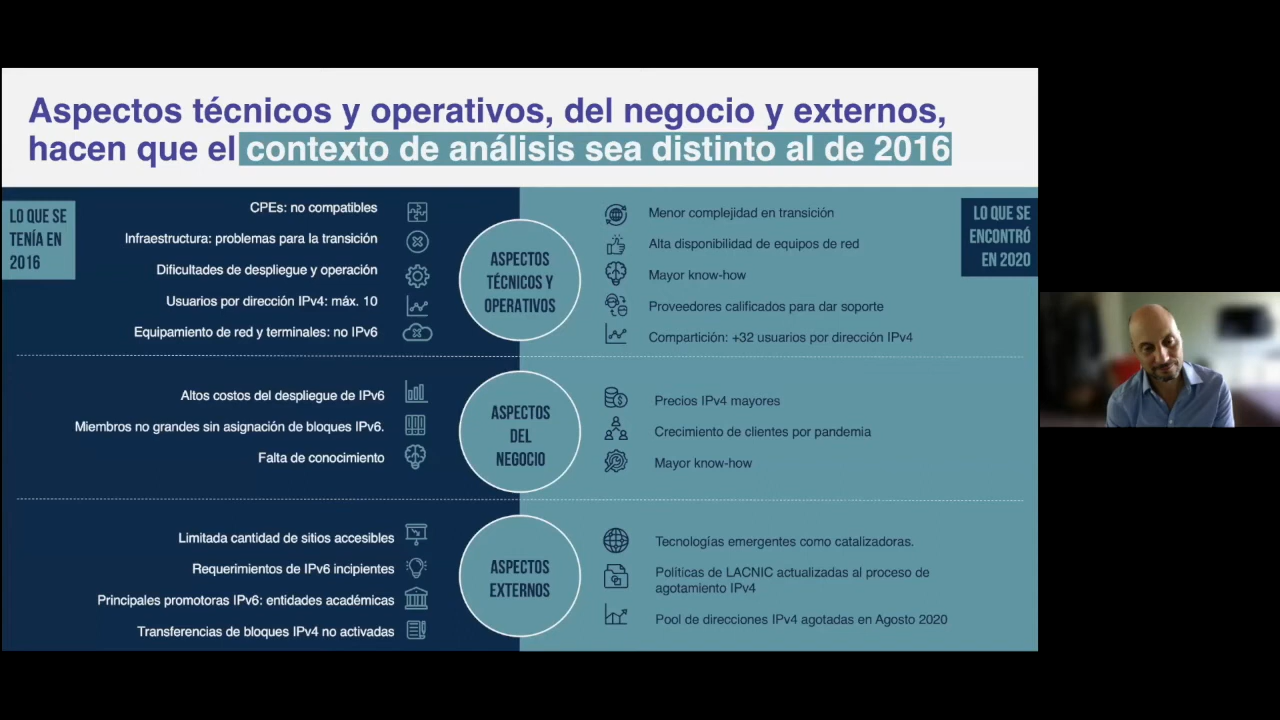 Aspectos técnicos y operativos, del negocio y externos,
hacen que el contexto de análisis sea distinto al de 2016
LO QUE SE
TENÍA EN
2016
CPEs: no compatibles
Infraestructura: problemas para la transición
Dificultades de despliegue y operación
Usuarios por dirección IPv4: máx. 10
Equipamiento de red y terminales: no IPv6
ASPECTOS
TÉCNICOS Y
OPERATIVOS
Menor complejidad en transición
Alta disponibilidad de equipos de red
Mayor know-how
Proveedores calificados para dar soporte
Compartición: +32 usuarios por dirección IPv4
LO QUE SE
ENCONTRÓ
EN 2020
Altos costos del despliegue de IPv6
Miembros no grandes sin asignación de bloques IPv6.
Falta de conocimiento
ASPECTOS
DEL
NEGOCIO
Precios IPv4 mayores
Crecimiento de clientes por pandemia
Mayor know-how
Limitada cantidad de sitios accesibles
Requerimientos de IPv6 incipientes
Principales promotoras IPv6: entidades académicas
Transferencias de bloques IPv4 no activadas
ASPECTOS
EXTERNOS
Tecnologías emergentes como catalizadoras.
Políticas de LACNIC actualizadas al proceso de
agotamiento IPv4
Pool de direcciones IPv4 agotadas en Agosto 2020